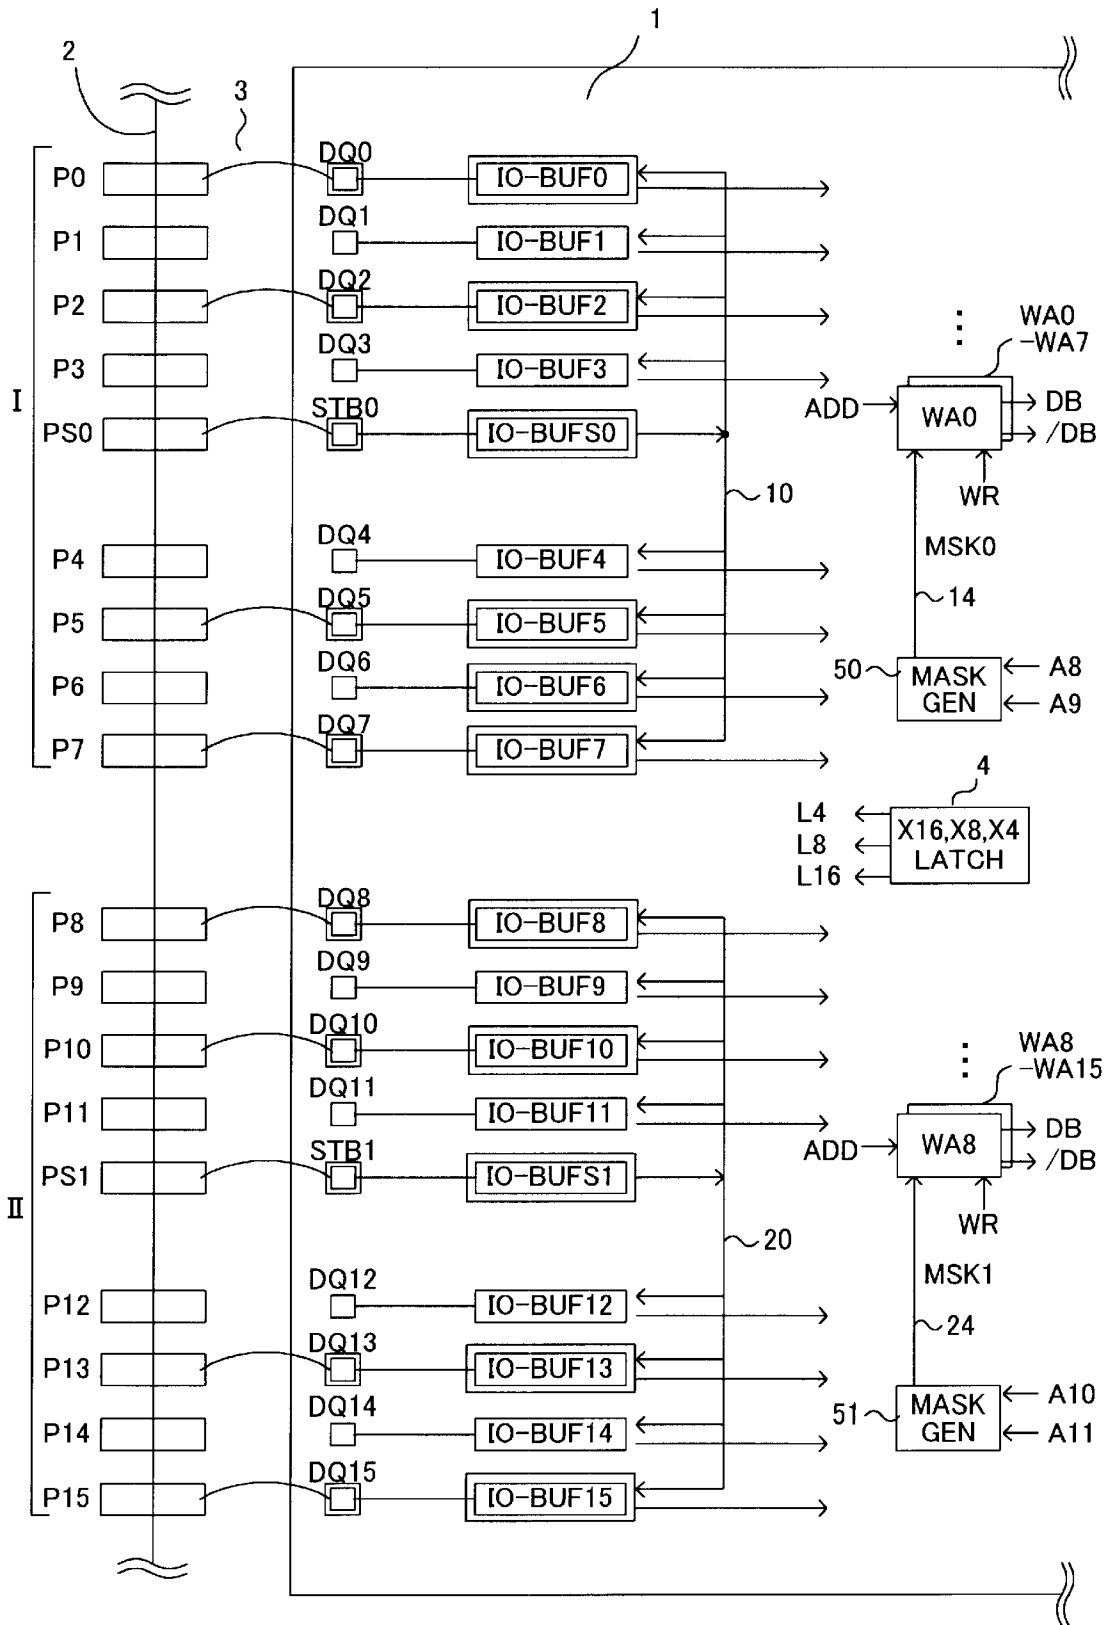 1
2
3
P0
DQ0
IO-BUF0
P1
DQ1
IO-BUF1
P2
DQ2
IO-BUF2
P3
DQ3
IO-BUF3
I
PS0
STB0
IO-BUFS0
10
P4
DQ4
IO-BUF4
P5
DQ5
IO-BUF5
P6
DQ6
IO-BUF6
P7
DQ7
IO-BUF7
WA0
-WA7
ADD
WA0
DB
/DB
WR
MSK0
14
50
MASK
GEN
A8
A9
4
L4
L8
L16
X16,X8,X4
LATCH
P8
DQ8
IO-BUF8
P9
DQ9
IO-BUF9
P10
DQ10
IO-BUF10
P11
DQ11
IO-BUF11
II
PS1
STB1
IO-BUFS1
20
P12
DQ12
IO-BUF12
P13
DQ13
IO-BUF13
P14
DQ14
IO-BUF14
P15
DQ15
IO-BUF15
WA8
-WA15
ADD
WA8
DB
/DB
WR
MSK1
24
51
MASK
GEN
A10
A11